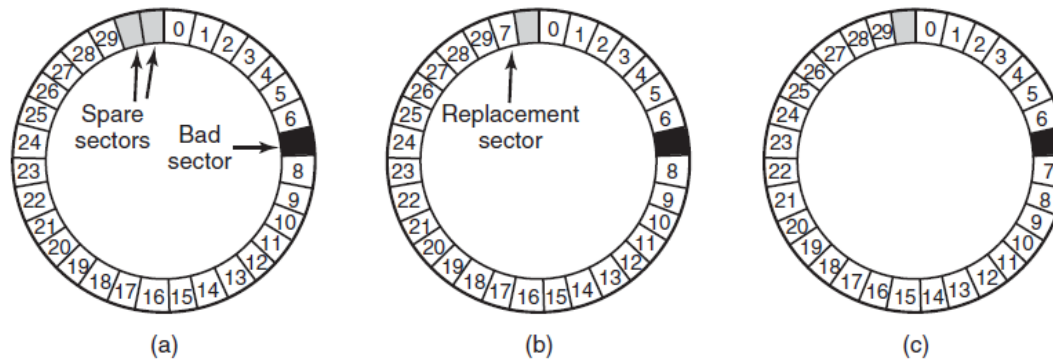 0 1 2 3 4 5 6 8 9 10 11 12 13 14 15 16 17 18 19 20 21 22 23 24 25 26 27 28 29
Spare
sectors
Bad
sector
(a)
0 1 2 3 4 5 6 8 9 10 11 12 13 14 15 16 17 18 19 20 21 22 23 24 25 26 27 28 29 7
Replacement
sector
(b)
0 1 2 3 4 5 6 7 8 9 10 11 12 13 14 15 16 17 18 19 20 21 22 23 24 25 26 27 28 29
(c)